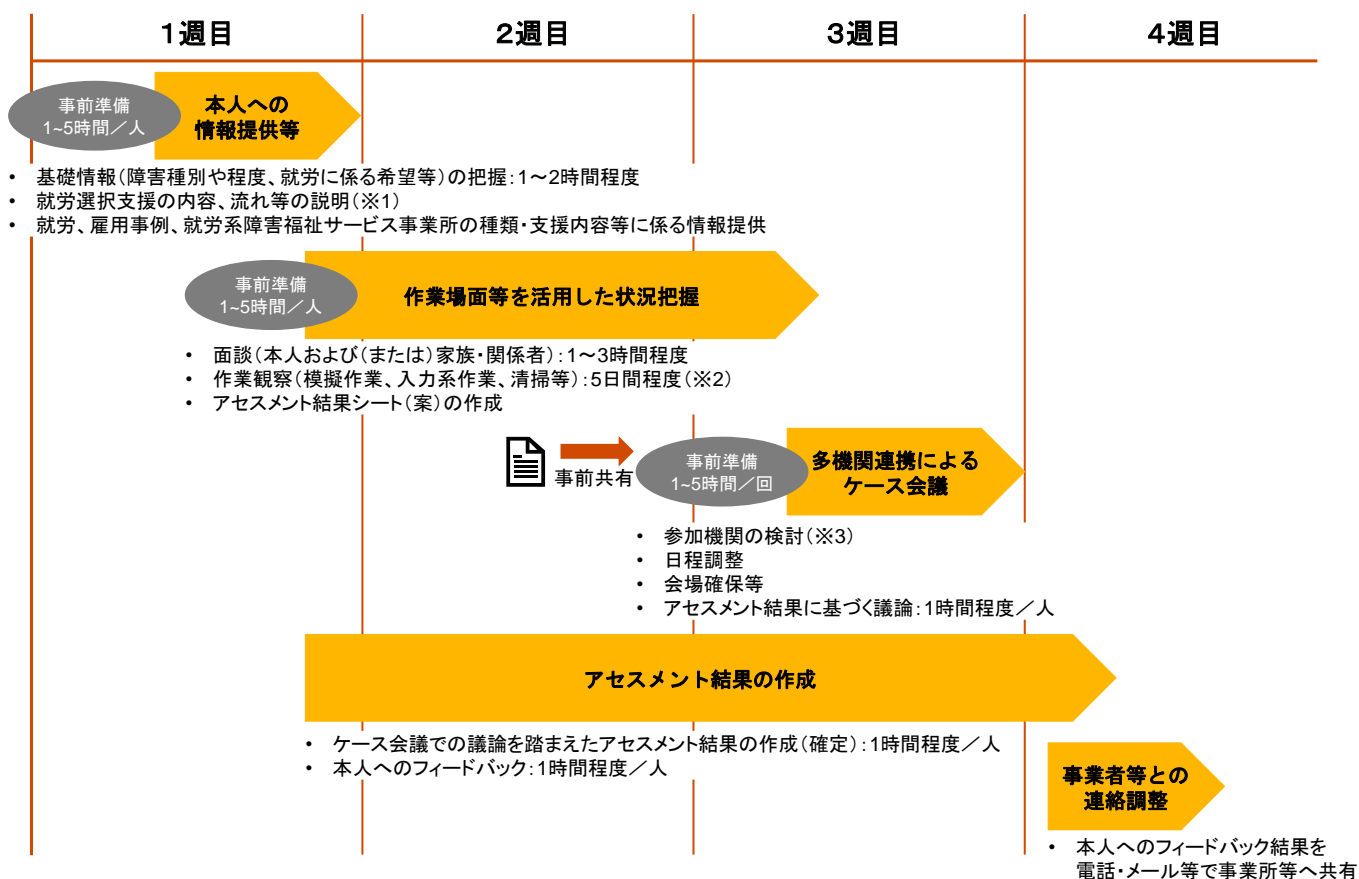 1週目
2週目
3週目
4週目
事前準備
1~5時間／人
本人への
情報提供等
• 基礎情報（障害種別や程度、就労に係る希望等）の把握：1～2時間程度
• 就労選択支援の内容、流れ等の説明（※1）
• 就労、雇用事例、就労系障害福祉サービス事業所の種類・支援内容等に係る情報提供
事前準備
1~5時間／人
作業場面等を活用した状況把握
• 面談（本人および（または）家族・関係者）：1～3時間程度
• 作業観察（模擬作業、入力系作業、清掃等）：5日間程度（※2）
• アセスメント結果シート（案）の作成
事前共有
事前準備
1~5時間／回
多機関連携による
ケース会議
• 参加機関の検討（※3）
• 日程調整
• 会場確保等
• アセスメント結果に基づく議論：1時間程度／人
アセスメント結果の作成
• ケース会議での議論を踏まえたアセスメント結果の作成（確定）：1時間程度／人
• 本人へのフィードバック：1時間程度／人
事業者等との
連絡調整
• 本人へのフィードバック結果を
電話・メール等で事業所等へ共有